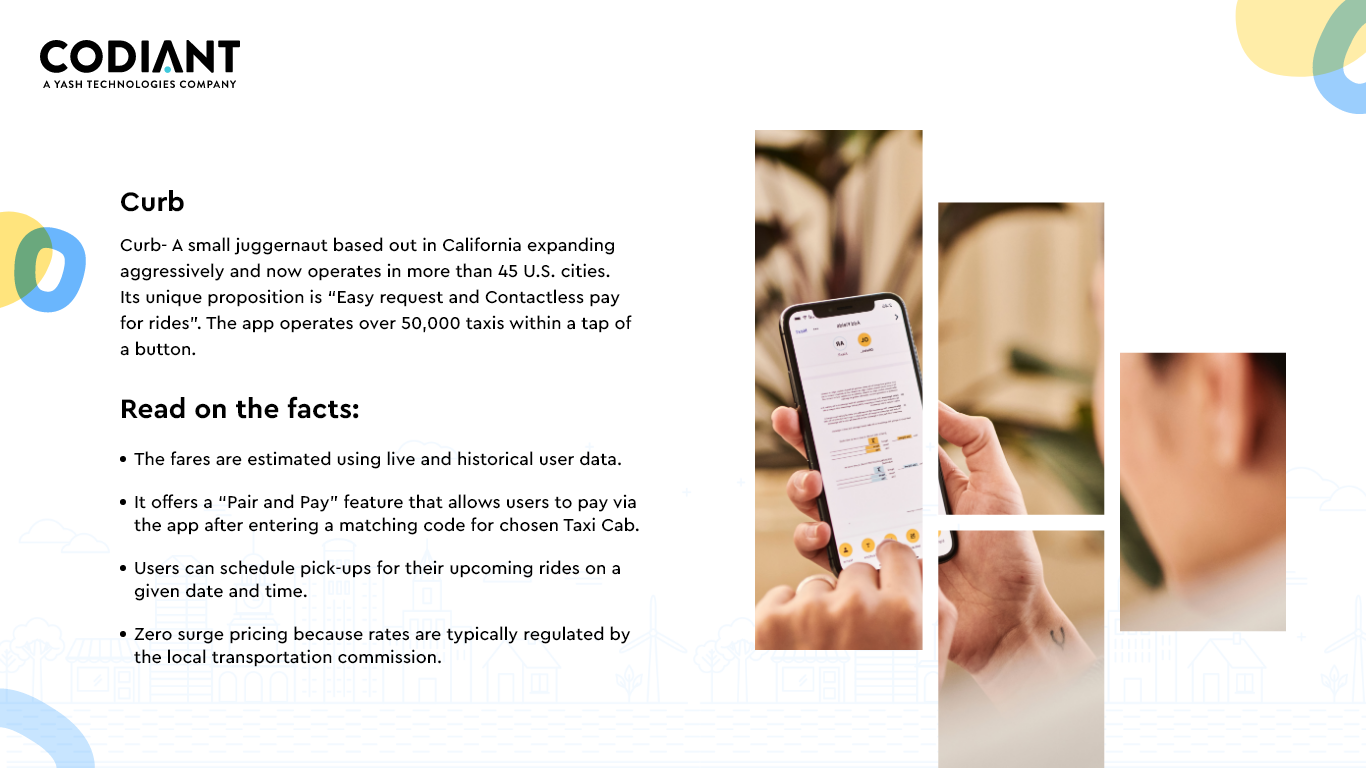 CODIANT
A YASH TECHNOLOGIES COMPANY
Curb
Curb- A small juggernaut based out in California expanding
aggressively and now operates in more than 45 U.S. cities.
Its unique proposition is “Easy request and Contactless pay
for rides”. The app operates over 50,000 taxis within a tap of
a button.
Read on the facts:
• The fares are estimated using live and historical user data.
• It offers a “Pair and Pay” feature that allows users to pay via
the app after entering a matching code for chosen Taxi Cab.
• Users can schedule pick-ups for their upcoming rides on a
given date and time.
• Zero surge pricing because rates are typically regulated by
the local transportation commission.